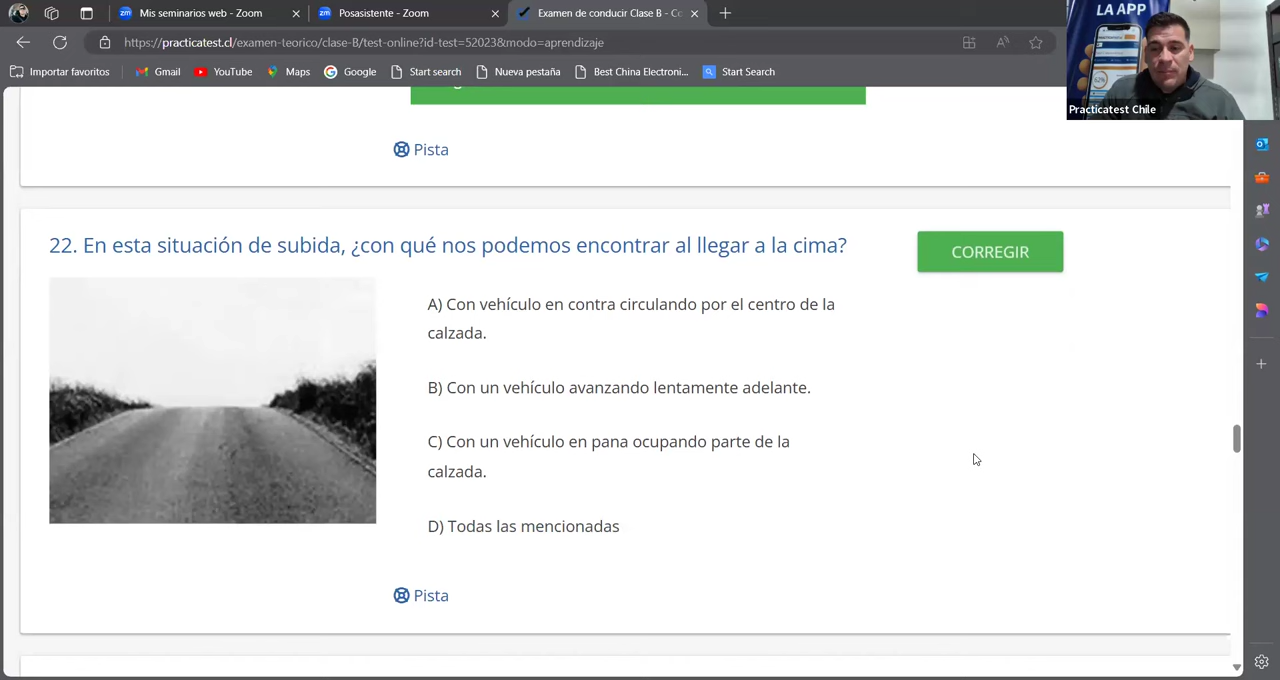 Mis seminarios web - Zoom
Posasistente - Zoom
Examen de conducir Clase B - Co
https://practicatest.cl/examen-teorico/clase-B/test-online?id-test=52023&modo=aprendizaje
Importar favoritos
Gmail
YouTube
Maps
Google
Start search
Nueva pestaña
Best China Electroni...
Start Search
LA APP
Practicatest Chile
Pista
22. En esta situación de subida, ¿con qué nos podemos encontrar al llegar a la cima?
CORREGIR
A) Con vehículo en contra circulando por el centro de la
calzada.
B) Con un vehículo avanzando lentamente adelante.
C) Con un vehículo en pana ocupando parte de la
calzada.
D) Todas las mencionadas
Pista